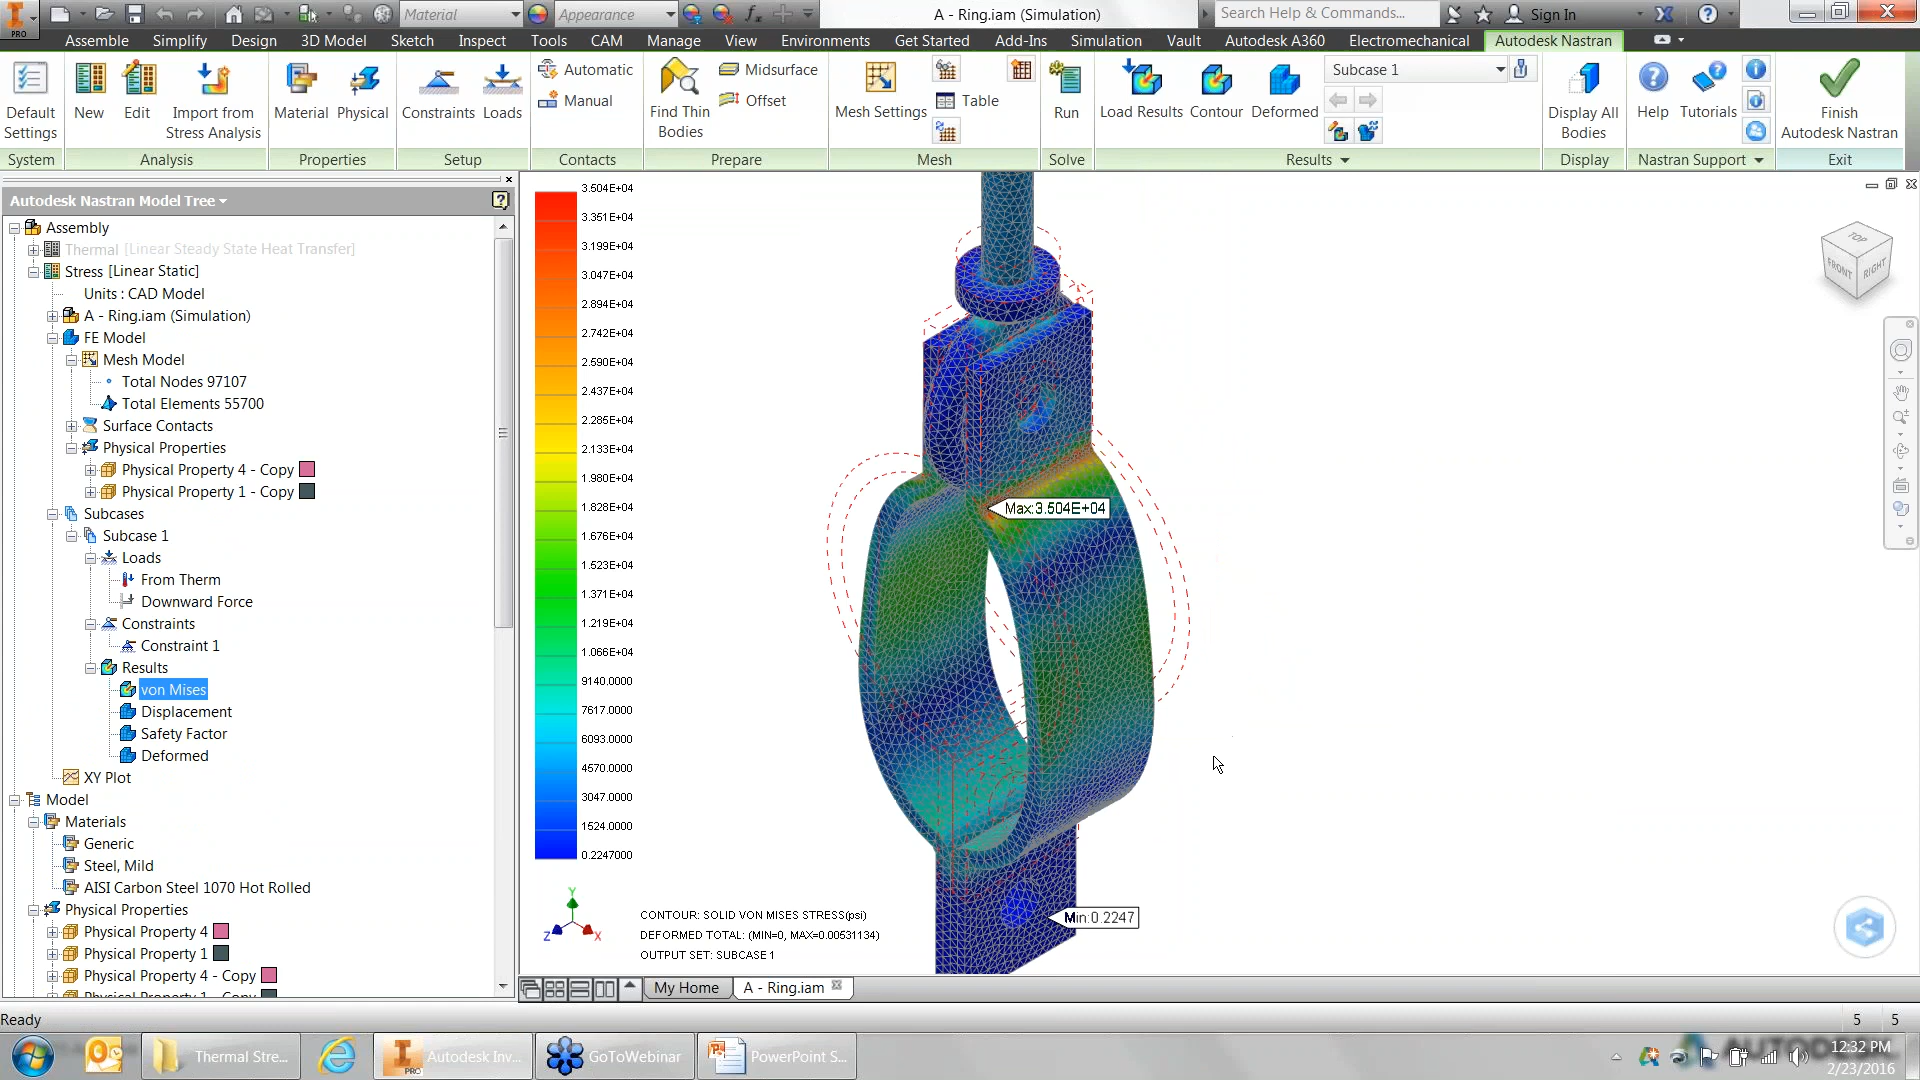 PRO
Material
Appearance
A - Ring.iam (Simulation)
Search Help & Commands...
Sign In
Assemble Simplify Design 3D Model Sketch Inspect Tools CAM Manage View Environments Get Started Add-Ins Simulation Vault Autodesk A360 Electromechanical Autodesk Nastran
Default Settings
New
Edit
Import from Stress Analysis
Material
Physical
Constraints
Loads
Automatic
Manual
Find Thin Bodies
Midsurface
Offset
Mesh Settings
Table
Run
Load Results
Contour
Deformed
Subcase 1
Display All Bodies
Help
Tutorials
Finish Autodesk Nastran
System Analysis Properties Setup Contacts Prepare Mesh Solve Results Display Nastran Support Exit
Autodesk Nastran Model Tree
Assembly
Thermal [Linear Steady State Heat Transfer]
Stress [Linear Static]
Units : CAD Model
A - Ring.iam (Simulation)
FE Model
Mesh Model
Total Nodes 97107
Total Elements 55700
Surface Contacts
Physical Properties
Physical Property 4 - Copy
Physical Property 1 - Copy
Subcases
Subcase 1
Loads
From Therm
Downward Force
Constraints
Constraint 1
Results
von Mises
Displacement
Safety Factor
Deformed
XY Plot
Model
Materials
Generic
Steel, Mild
AISI Carbon Steel 1070 Hot Rolled
Physical Properties
Physical Property 4
Physical Property 1
Physical Property 4 - Copy
Physical Property 1 - Copy
3.504E+04
3.351E+04
3.199E+04
3.047E+04
2.894E+04
2.742E+04
2.590E+04
2.437E+04
2.285E+04
2.133E+04
1.980E+04
1.828E+04
1.676E+04
1.523E+04
1.371E+04
1.219E+04
1.066E+04
9140.0000
7617.0000
6093.0000
4570.0000
3047.0000
1524.0000
0.2247000
Max:3.504E+04
Min:0.2247
TOP
FRONT
RIGHT
Y
Z
X
CONTOUR: SOLID VON MISES STRESS(psi)
DEFORMED TOTAL: (MIN=0, MAX=0.00531134)
OUTPUT SET: SUBCASE 1
My Home
A - Ring.iam
Ready
5 5
Thermal Stre...
PRO
Autodesk Inv...
GoToWebinar
PowerPoint S...
12:32 PM
2/23/2016